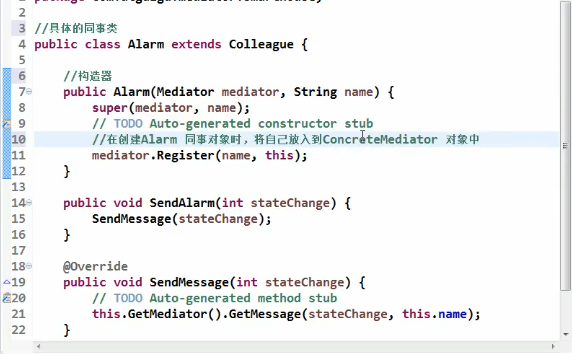 2
3 //具体的同事类
4 public class Alarm extends Colleague {
5
6 //构造器
7 public Alarm(Mediator mediator, String name) {
8 super(mediator, name);
9 // TODO Auto-generated constructor stub
10 //在创建Alarm 同事对象时，将自己放入到ConcreteMediator 对象中
11 mediator.Register(name, this);
12 }
13
14 public void SendAlarm(int stateChange) {
15 SendMessage(stateChange);
16 }
17
18 @Override
19 public void SendMessage(int stateChange) {
20 // TODO Auto-generated method stub
21 this.GetMediator().GetMessage(stateChange, this.name);
22 }